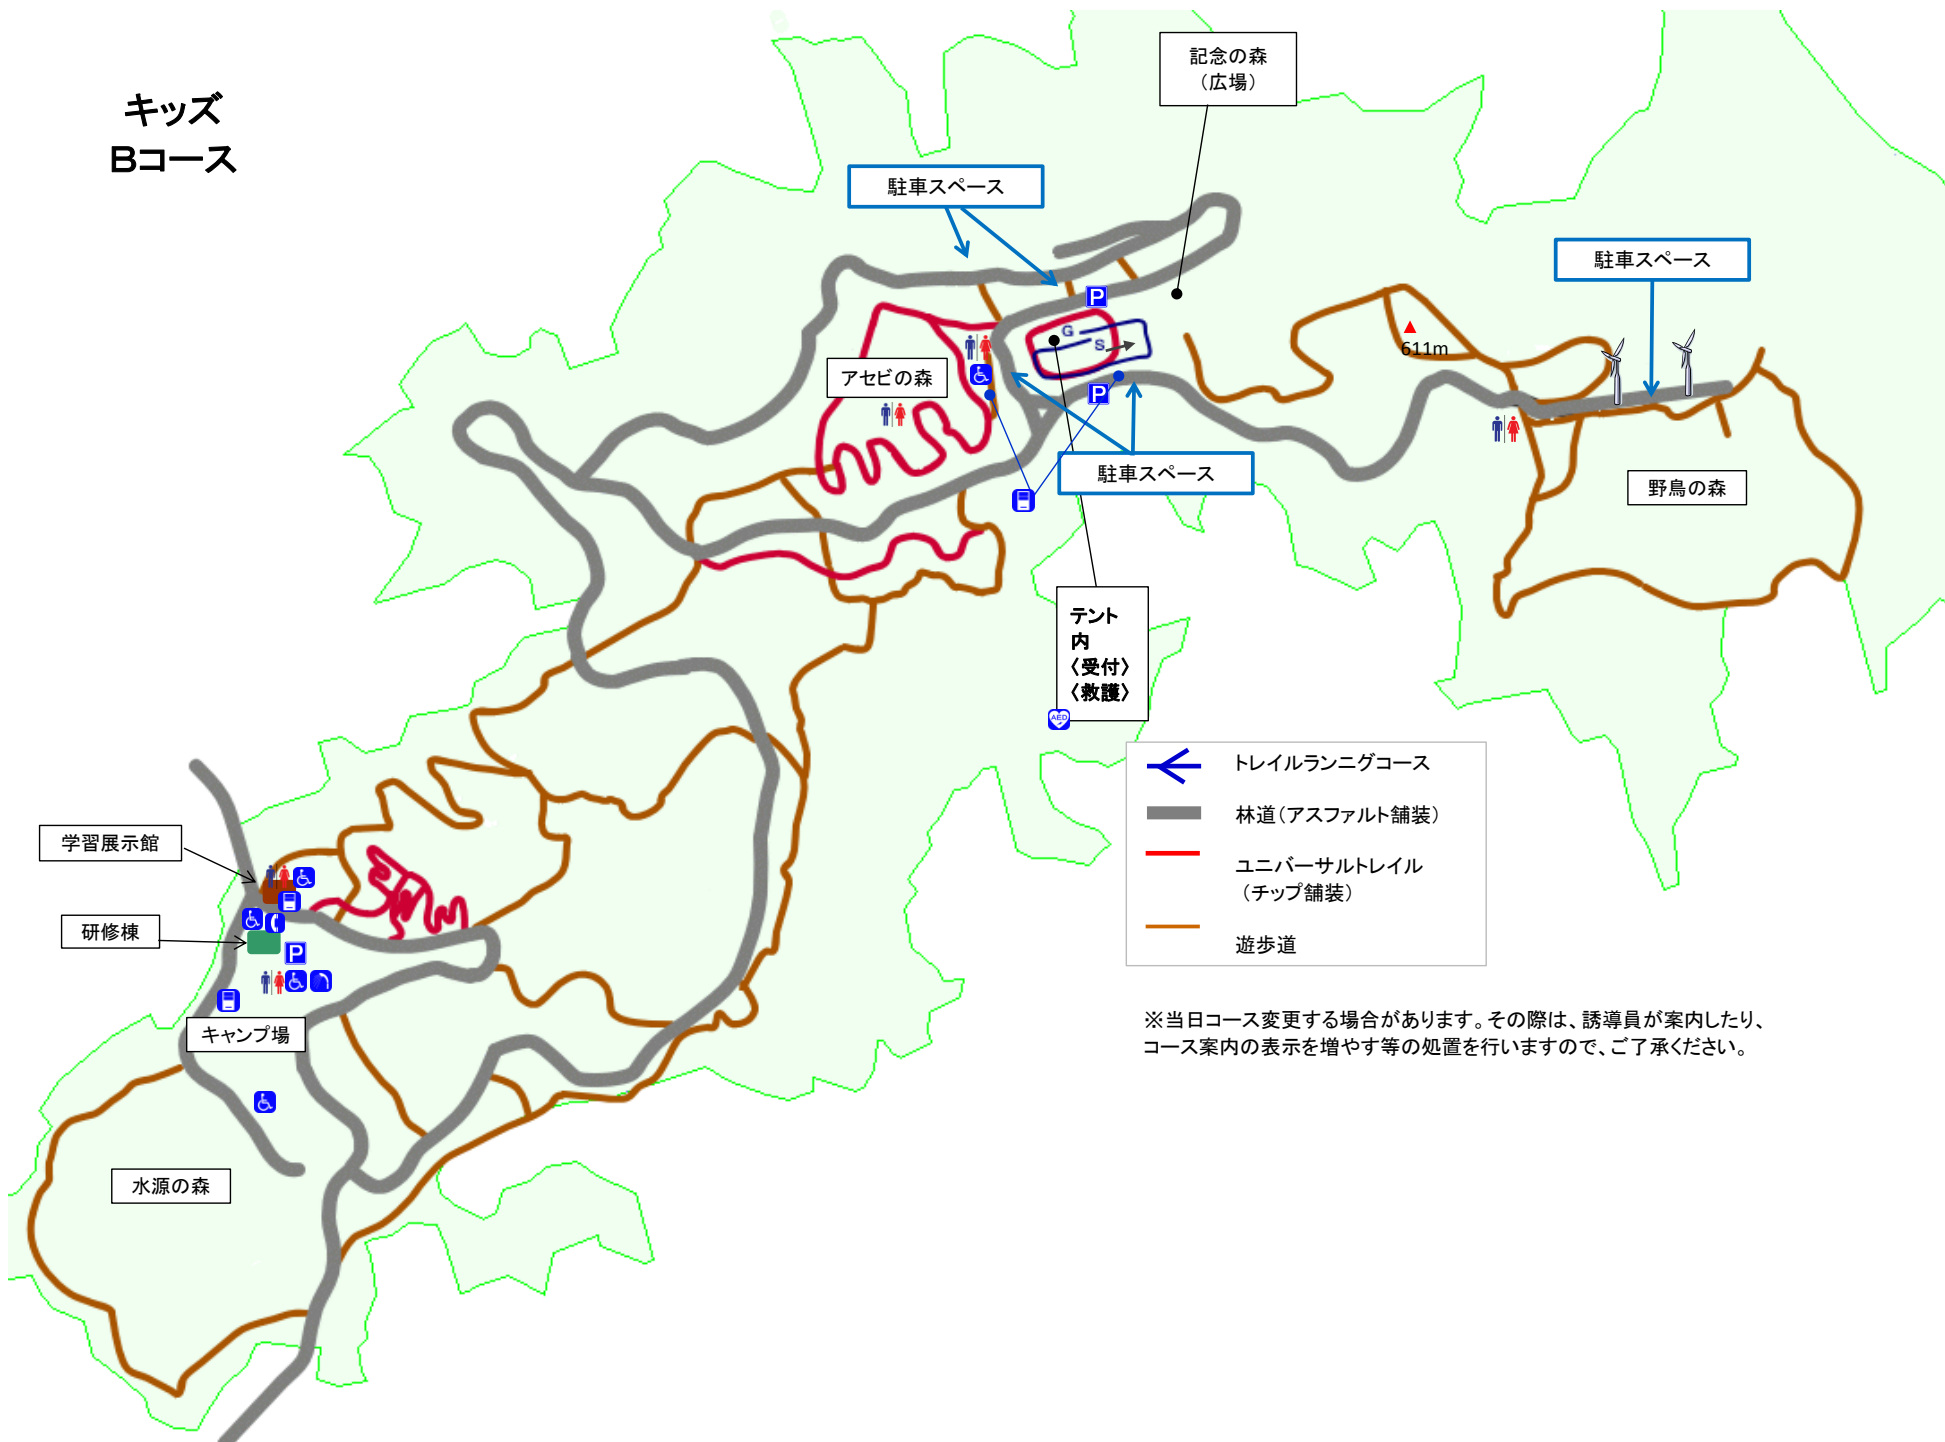 キッズ
Bコース
記念の森
(広場)
駐車スペース
駐車スペース
P
G
S
611m
アセビの森
P
駐車スペース
野鳥の森
テント
内
〈受付〉
〈救護〉
AED
トレイルランニグコース
林道(アスファルト舗装)
ユニバーサルトレイル
(チップ舗装)
遊歩道
学習展示館
研修棟
P
キャンプ場
※当日コース変更する場合があります。その際は、誘導員が案内したり、
コース案内の表示を増やす等の処置を行いますので、ご了承ください。
水源の森